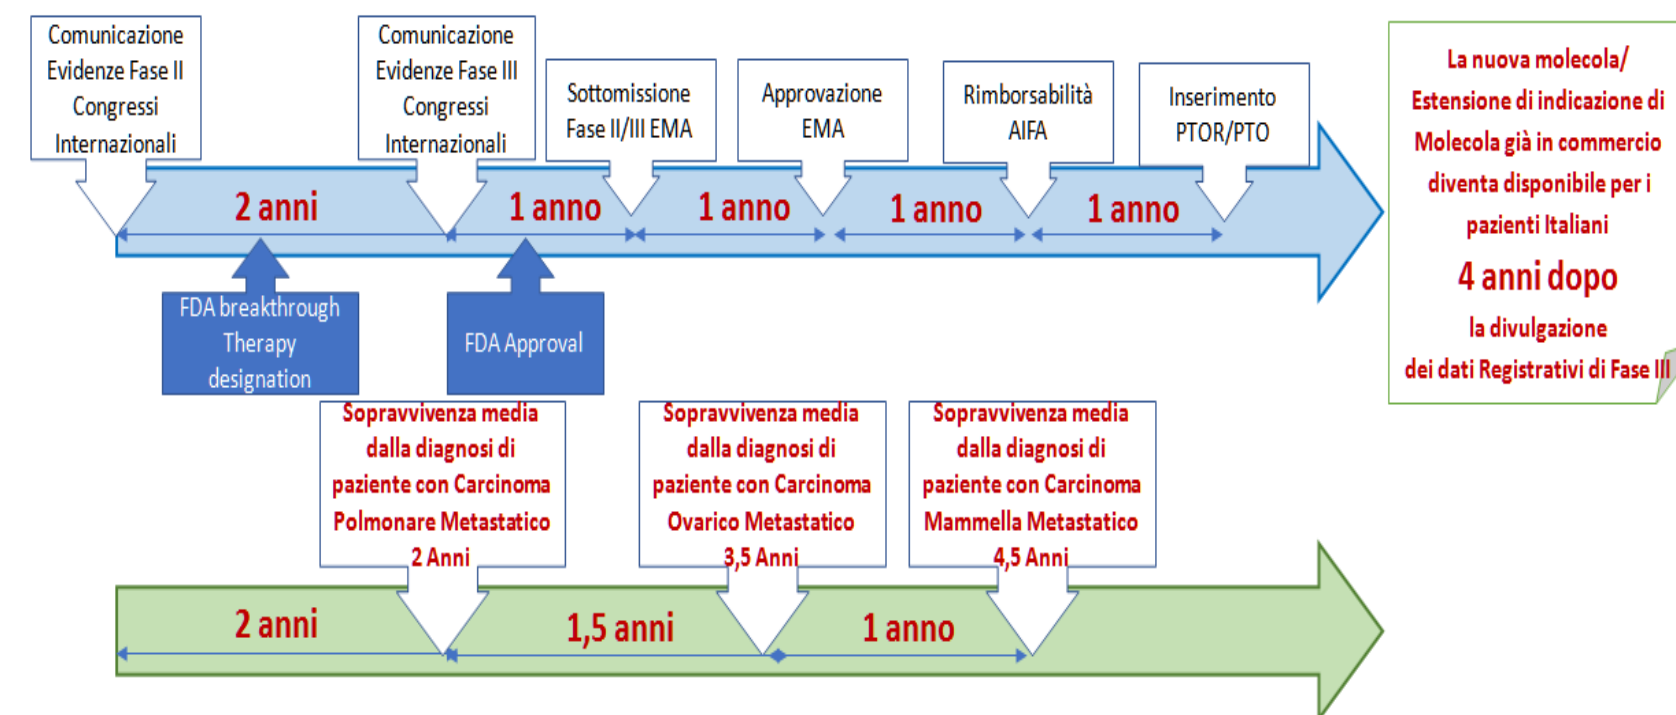 Comunicazione
Evidenze Fase II
Congressi
Internazionali
Comunicazione
Evidenze Fase III
Congressi
Internazionali
Sottomissione
Fase II/III EMA
Approvazione
EMA
Rimborsabilità
AIFA
Inserimento
PTOR/PTO
2 anni
1 anno
1 anno
1 anno
1 anno
FDA breakthrough
Therapy
designation
FDA Approval
La nuova molecola/
Estensione di indicazione di
Molecola già in commercio
diventa disponibile per i
pazienti Italiani
4 anni dopo
la divulgazione
dei dati Registrativi di Fase III
Sopravvivenza media
dalla diagnosi di
paziente con Carcinoma
Polmonare Metastatico
2 Anni
Sopravvivenza media
dalla diagnosi di
paziente con Carcinoma
Ovarico Metastatico
3,5 Anni
Sopravvivenza media
dalla diagnosi di
paziente con Carcinoma
Mammella Metastatico
4,5 Anni
2 anni
1,5 anni
1 anno